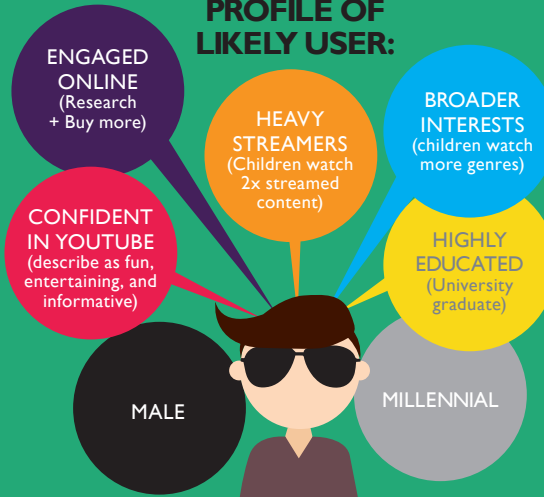 PROFILE OF
LIKELY USER:
ENGAGED
ONLINE
(Research
+ Buy more)
HEAVY
STREAMERS
(Children watch
2x streamed
content)
BROADER
INTERESTS
(children watch
more genres)
CONFIDENT
IN YOUTUBE
(describe as fun,
entertaining, and
informative)
HIGHLY
EDUCATED
(University
graduate)
MALE
MILLENNIAL